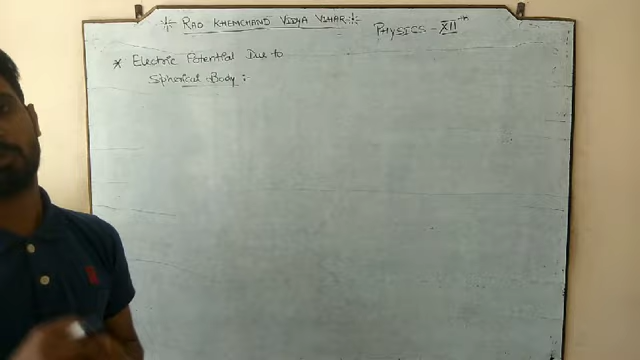 RAO KHEMCHAND VIDYA VIHAR
PHYSICS - XIIth
* Electric Potential Due to
Spherical Body :